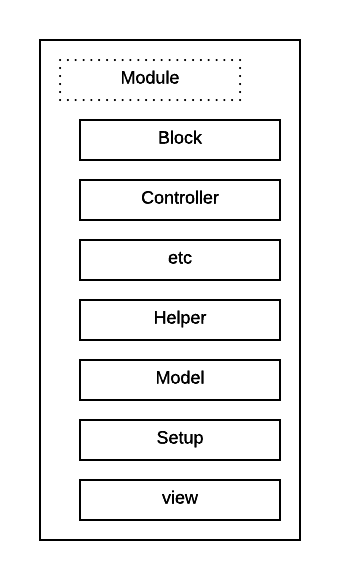 Module
Block
Controller
etc
Helper
Model
Setup
view